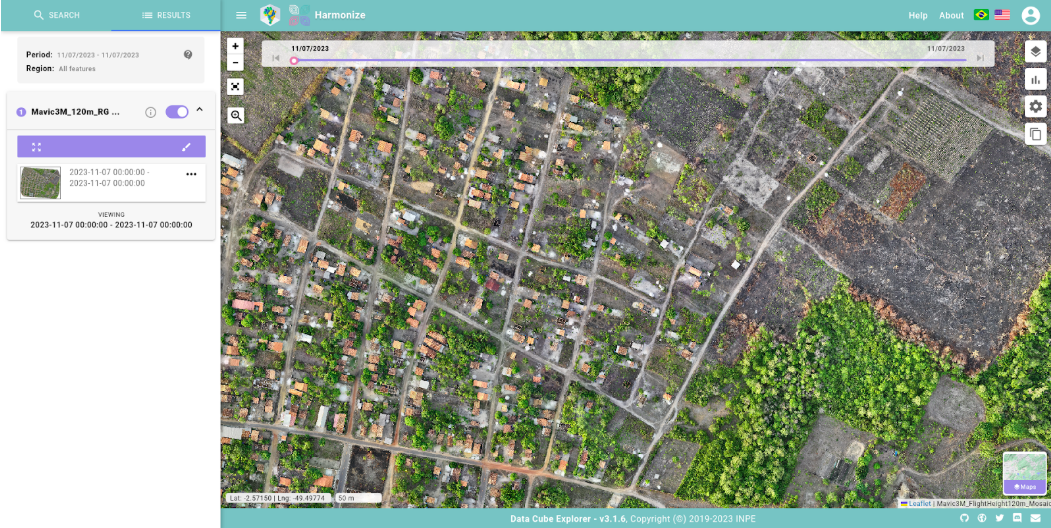 SEARCH
RESULTS
Harmonize
Help
About
Period: 11/07/2023 - 11/07/2023
Region: All features
1 Mavic3M_120m_RG ...
2023-11-07 00:00:00 -
2023-11-07 00:00:00
VIEWING
2023-11-07 00:00:00 - 2023-11-07 00:00:00
+
−
11/07/2023
11/07/2023
Maps
Lat: -2.57150 | Lng: -49.49774
50 m
Leaflet | Mavic3M_FlightHeight120m_Mosaic
Data Cube Explorer - v3.1.6, Copyright (©) 2019-2023 INPE